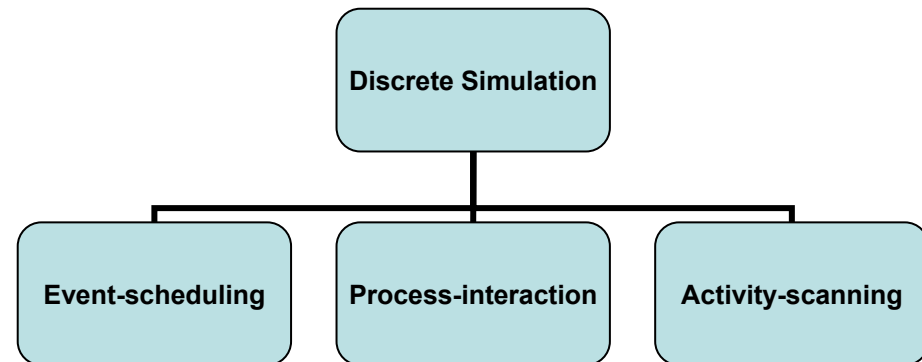 Discrete Simulation
Event-scheduling
Process-interaction
Activity-scanning